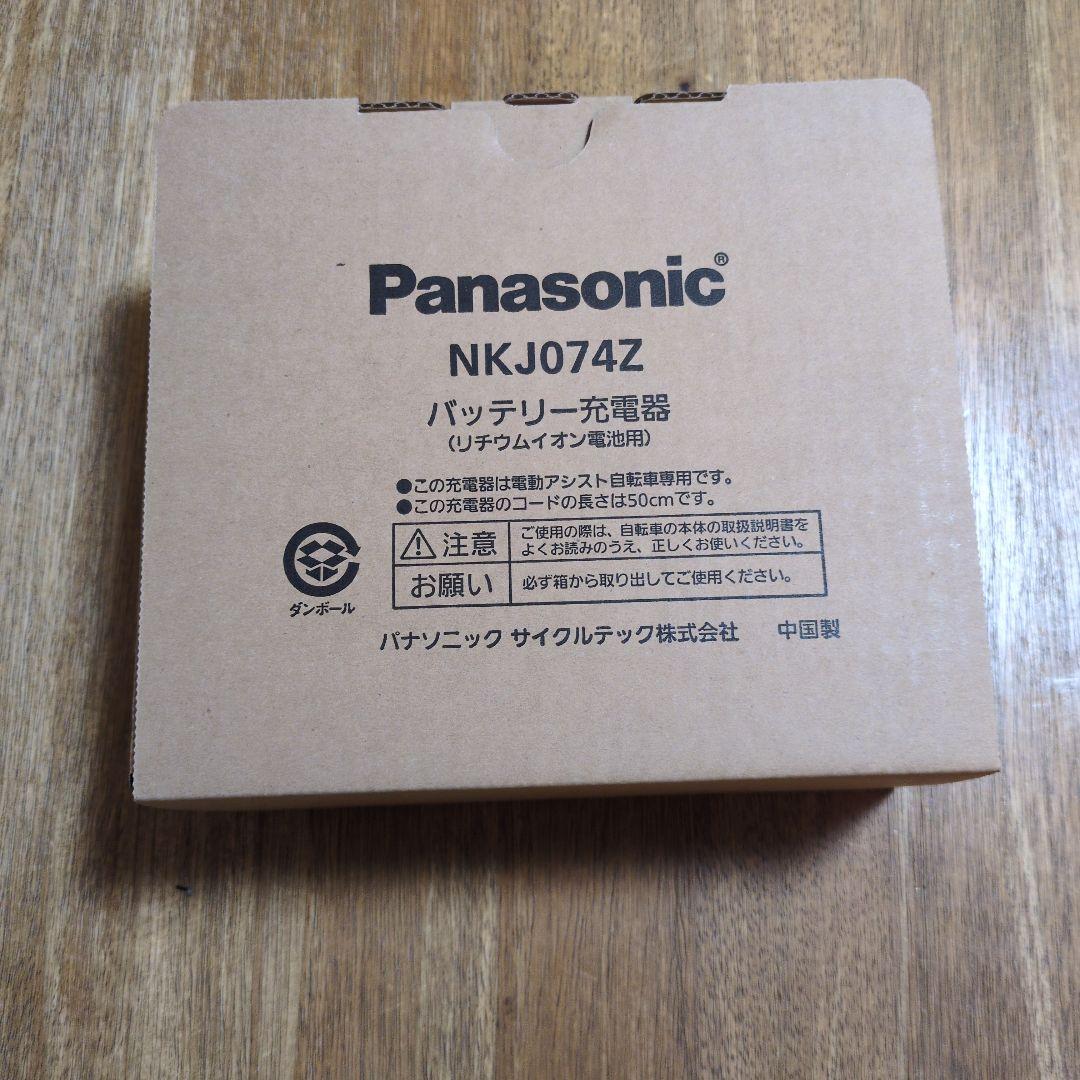 Panasonic®
NKJ074Z
バッテリー充電器
(リチウムイオン電池用)
●この充電器は電動アシスト自転車専用です。
●この充電器のコードの長さは50cmです。
注意 ご使用の際は、自転車の本体の取扱説明書を
よくお読みのうえ、正しくお使いください。
お願い 必ず箱から取り出してご使用ください。
ダンボール
パナソニック サイクルテック株式会社 中国製